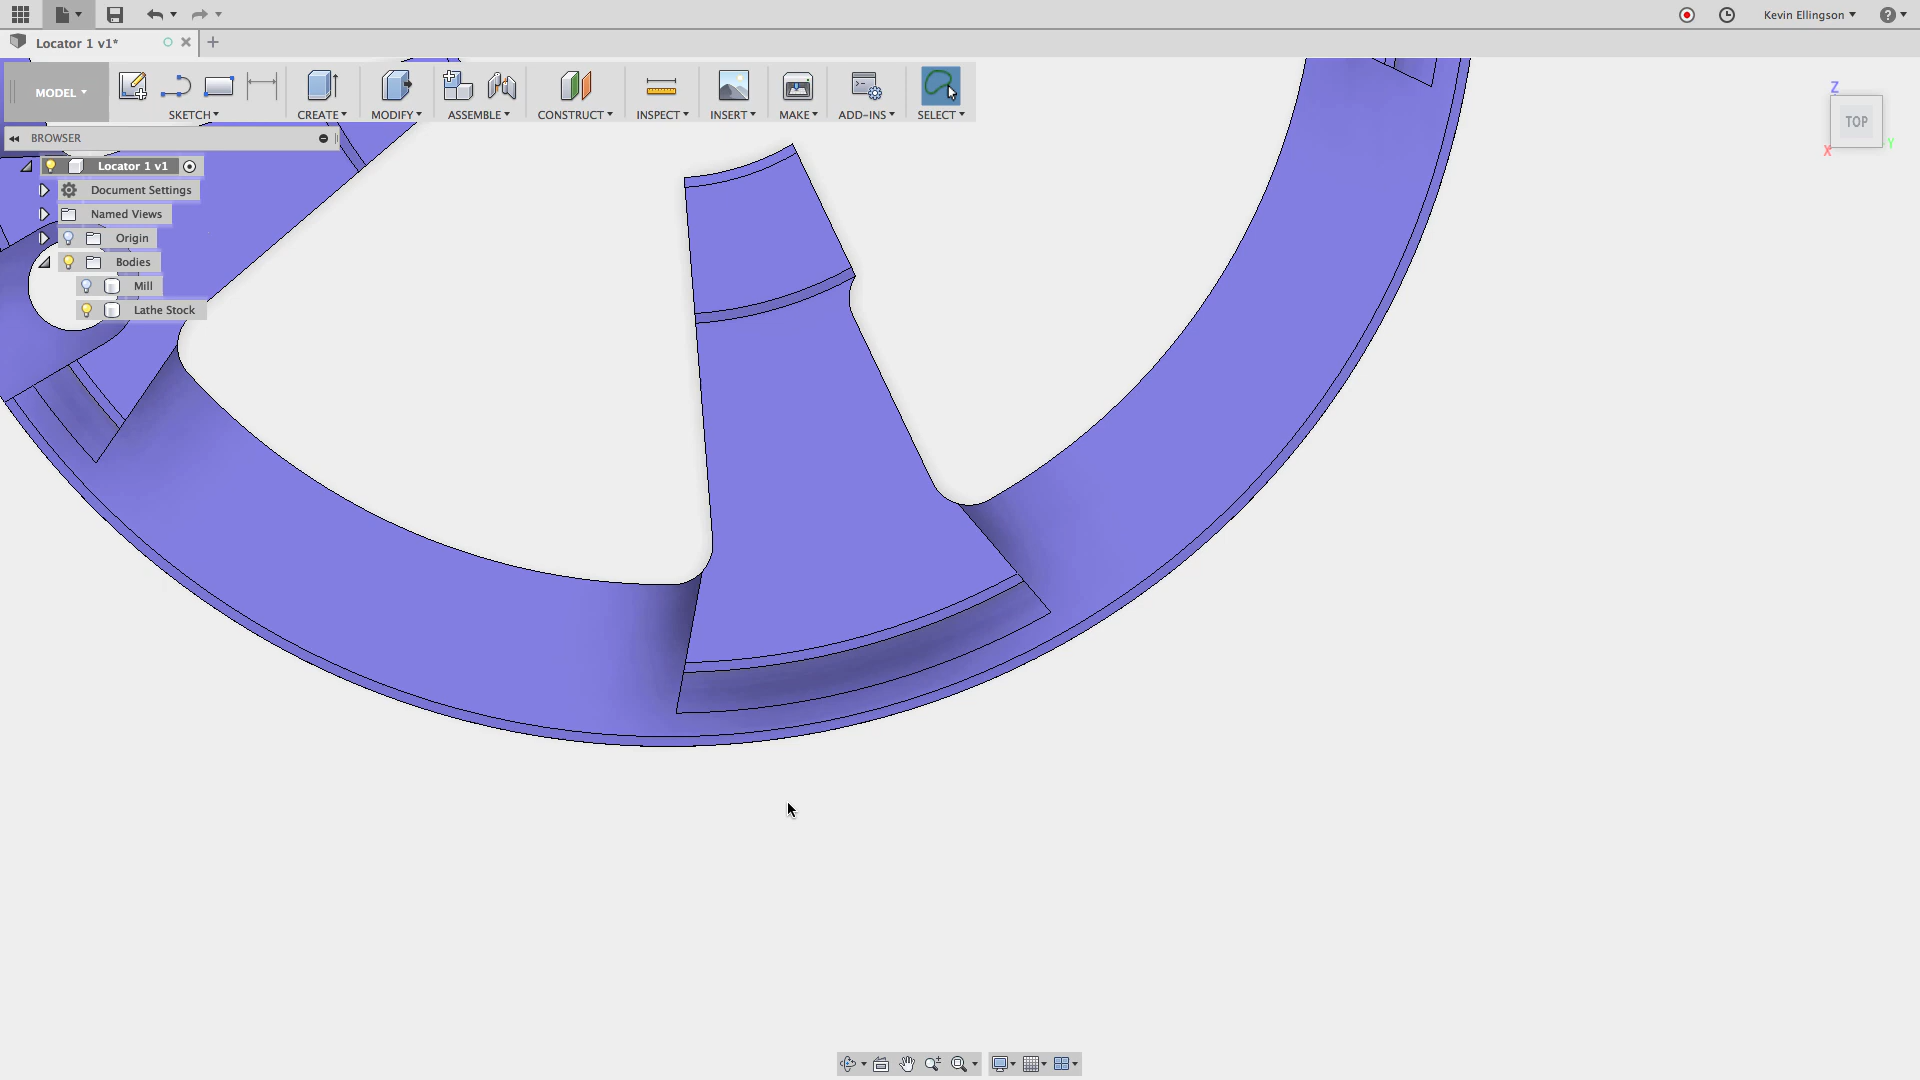 Kevin Ellingson
Locator 1 v1*
MODEL
SKETCH
CREATE
MODIFY
ASSEMBLE
CONSTRUCT
INSPECT
INSERT
MAKE
ADD-INS
SELECT
Z
TOP
X
Y
BROWSER
Locator 1 v1
Document Settings
Named Views
Origin
Bodies
Mill
Lathe Stock